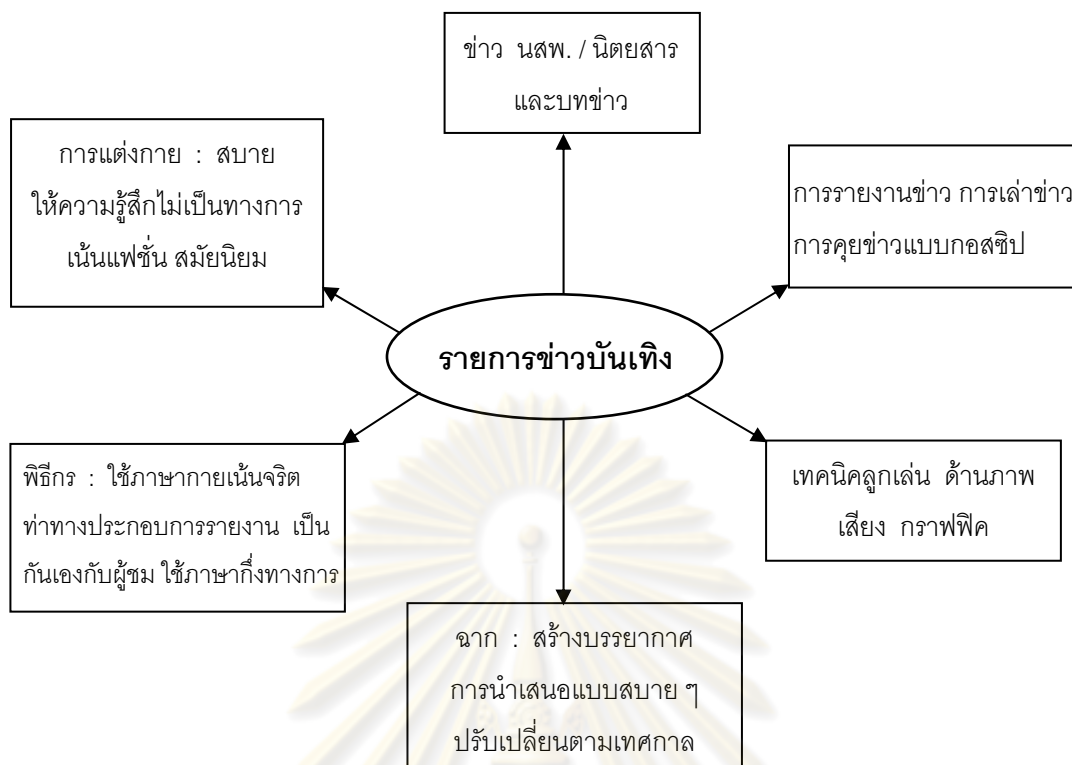 ข่าว นสพ. / นิตยสาร
และบทข่าว
การแต่งกาย : สบาย
ให้ความรู้สึกไม่เป็นทางการ
เน้นแฟชั่น สมัยนิยม
การรายงานข่าว การเล่าข่าว
การคุยข่าวแบบกอสซิป
รายการข่าวบันเทิง
พิธีกร : ใช้ภาษากายเน้นจริต
ท่าทางประกอบการรายงาน เป็น
กันเองกับผู้ชม ใช้ภาษากึ่งทางการ
เทคนิคลูกเล่น ด้านภาพ
เสียง กราฟฟิค
ฉาก : สร้างบรรยากาศ
การนำเสนอแบบสบาย ๆ
ปรับเปลี่ยนตามเทศกาล